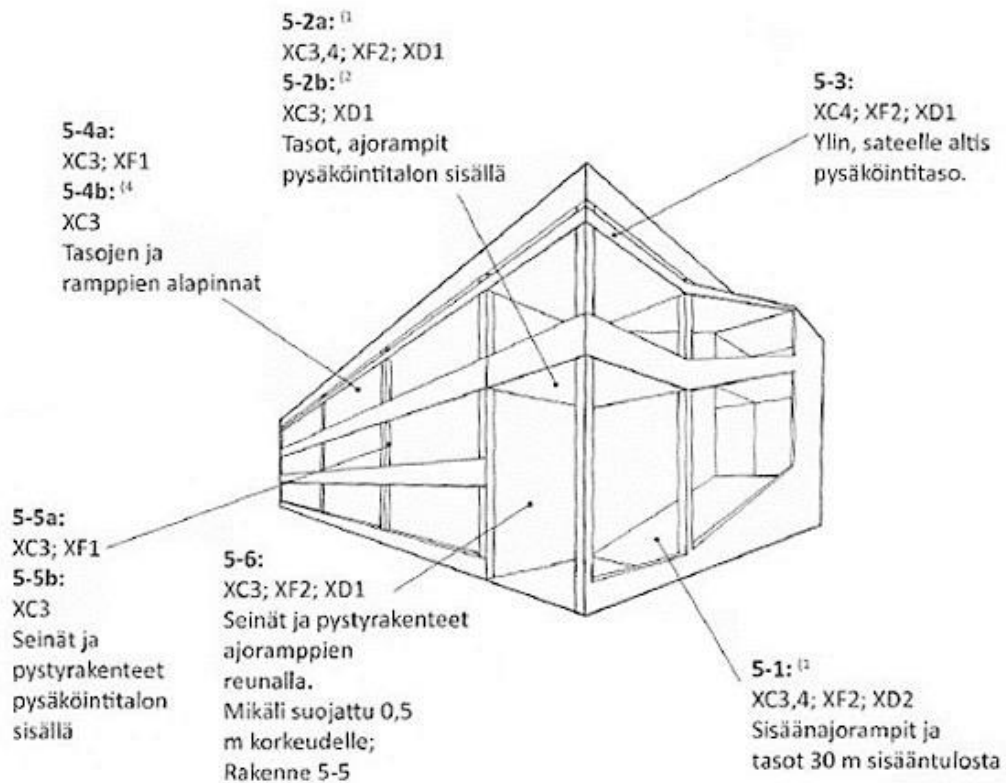 5-2a: (1
XC3,4; XF2; XD1
5-2b: (2
XC3; XD1
Tasot, ajorampit
pysäköintitalon sisällä
5-3:
XC4; XF2; XD1
Ylin, sateelle altis
pysäköintitaso.
5-4a:
XC3; XF1
5-4b: (4
XC3
Tasojen ja
ramppien alapinnat
5-5a:
XC3; XF1
5-5b:
XC3
Seinät ja
pystyrakenteet
pysäköintitalon
sisällä
5-6:
XC3; XF2; XD1
Seinät ja pystyrakenteet
ajoramppien
reunalla.
Mikäli suojattu 0,5
m korkeudelle;
Rakenne 5-5
5-1: (1
XC3,4; XF2; XD2
Sisäänajorampit ja
tasot 30 m sisääntulosta